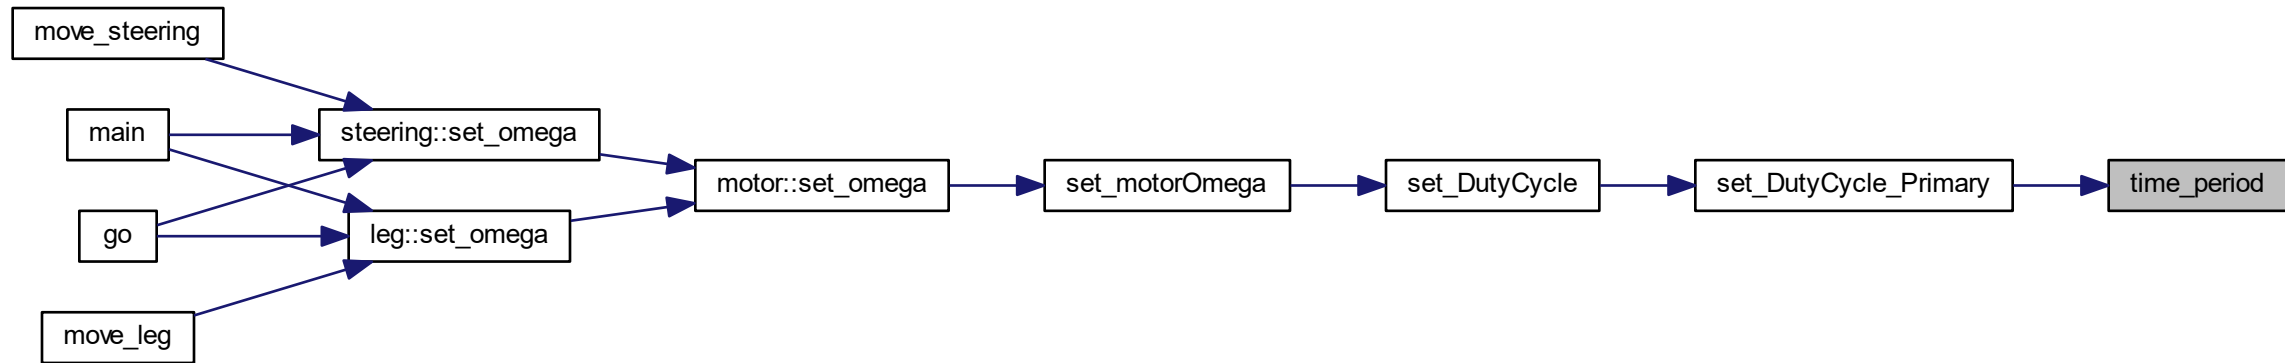 move_steering
main
go
move_leg
steering::set_omega
leg::set_omega
motor::set_omega
set_motorOmega
set_DutyCycle
set_DutyCycle_Primary
time_period